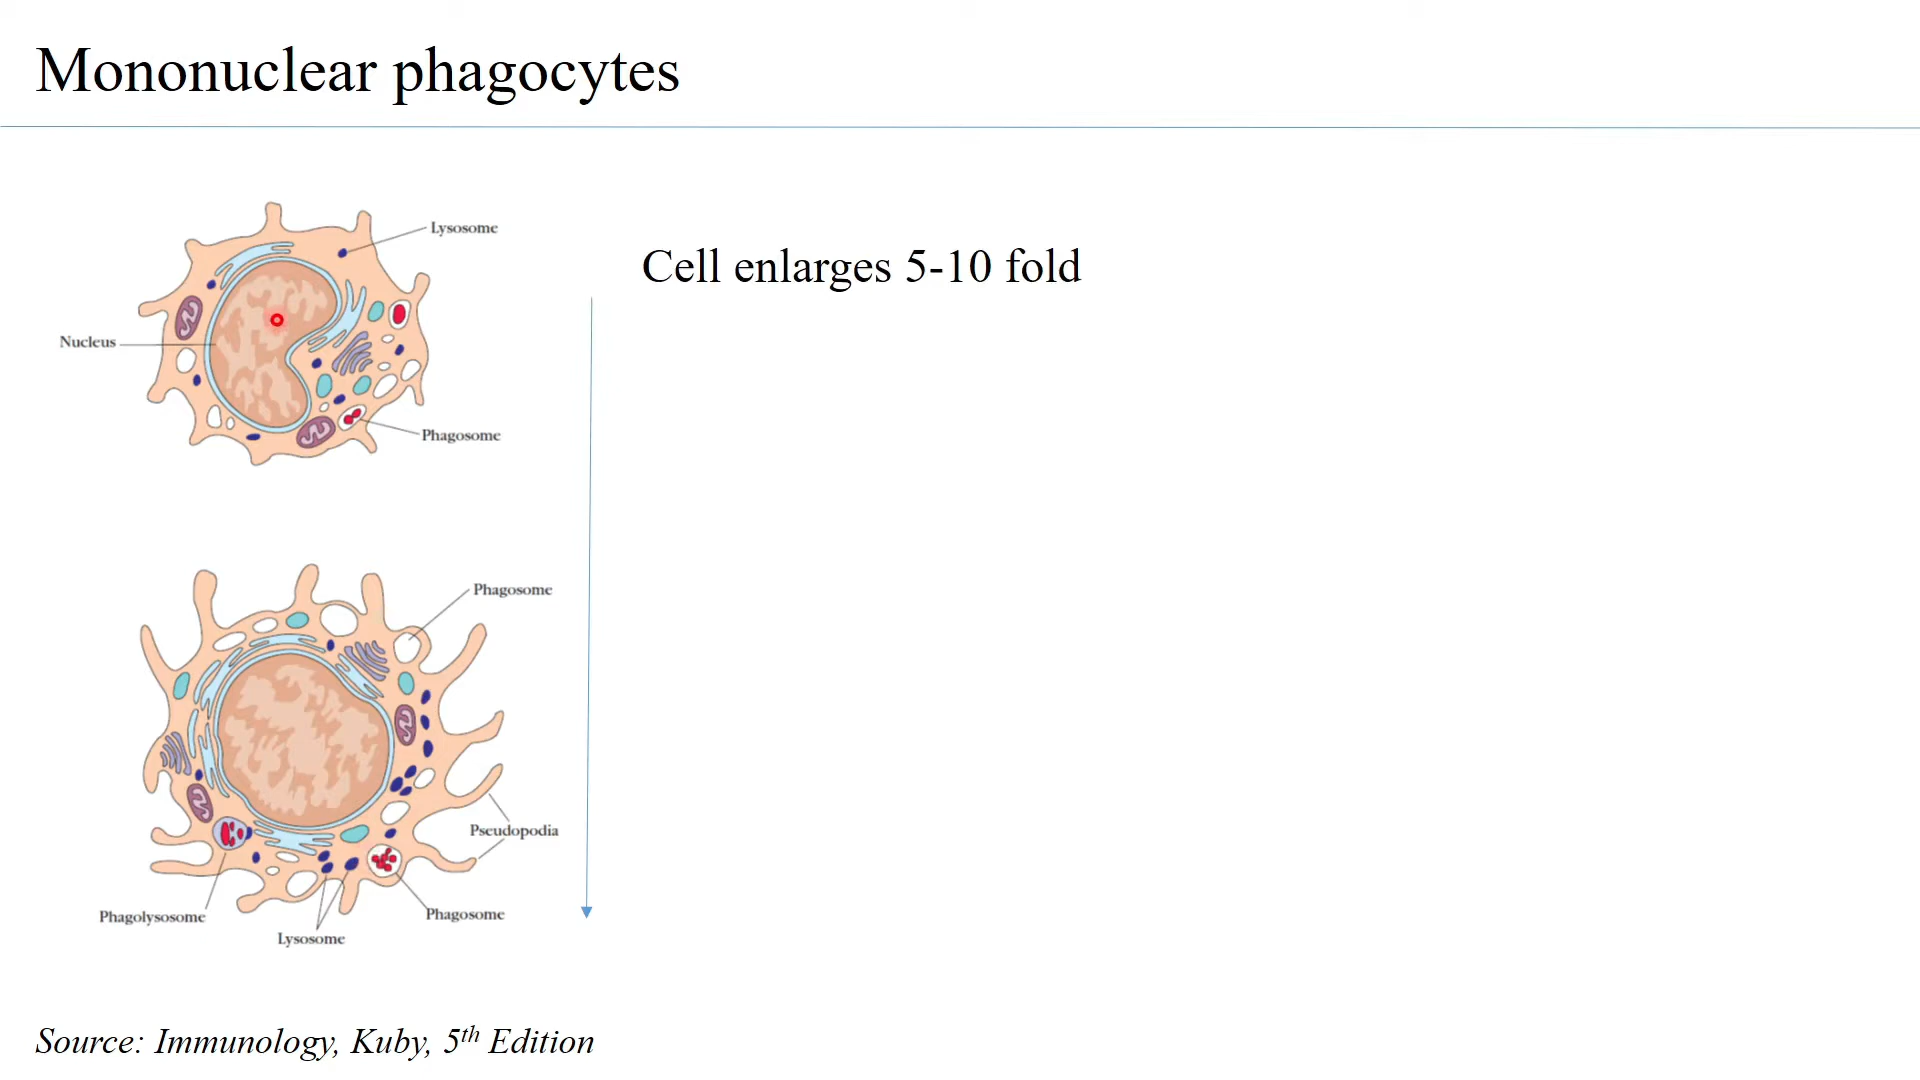 Mononuclear phagocytes
Lysosome
Cell enlarges 5-10 fold
Nucleus
Phagosome
Phagosome
Pseudopodia
Phagolysosome
Phagosome
Lysosome
Source: Immunology, Kuby, 5th Edition